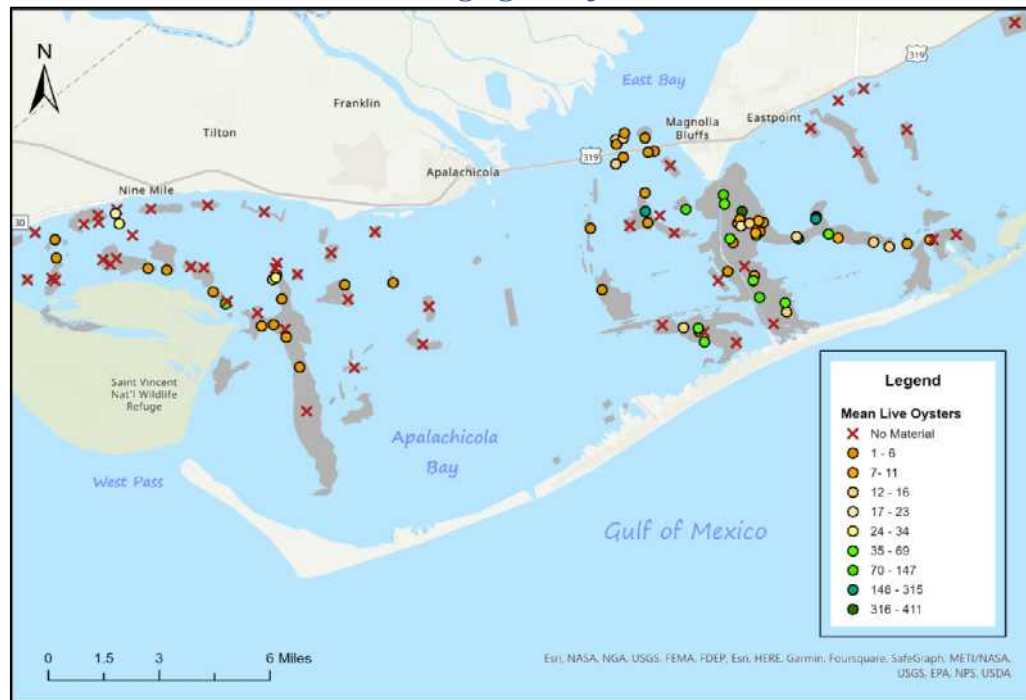 N
East Bay
319
Franklin
Magnolia
Bluffs
Eastpoint
Tilton
319
Apalachicola
Nine Mile
30
Saint Vincent
Nat'l Wildlife
Refuge
Apalachicola
Bay
West Pass
Gulf of Mexico
Legend
Mean Live Oysters
No Material
1 - 6
7- 11
12 - 16
17 - 23
24 - 34
35 - 69
70 - 147
148 - 315
316 - 411
0 1.5 3 6 Miles
Esri, NASA, NGA, USGS, FEMA, FDEP, Esri, HERE, Garmin, Foursquare, SafeGraph, METI/NASA,
USGS, EPA, NPS, USDA